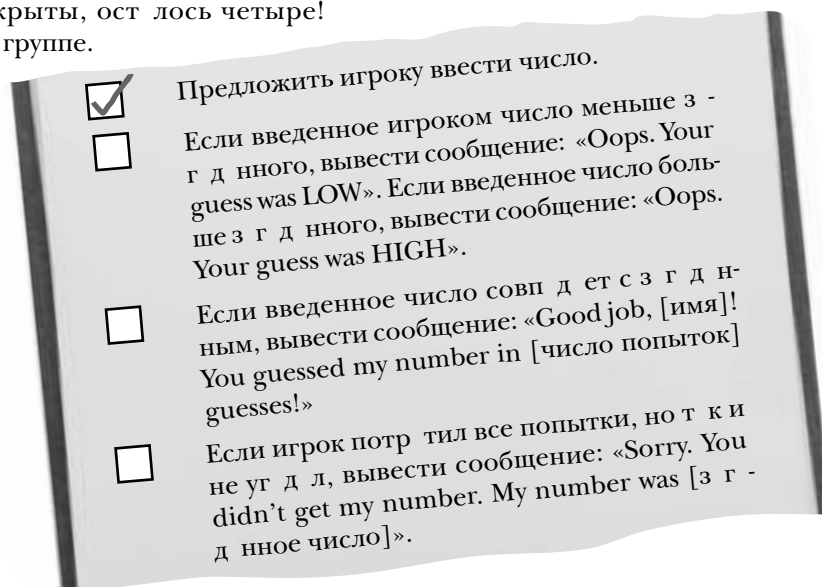 крыты, ост лось четыре!
группе.
Предложить игроку ввести число.
Если введенное игроком число меньше з -
г д нного, вывести сообщение: «Oops. Your
guess was LOW». Если введенное число боль-
ше з г д нного, вывести сообщение: «Oops.
Your guess was HIGH».
Если введенное число совп д ет с з г д н-
ным, вывести сообщение: «Good job, [имя]!
You guessed my number in [число попыток]
guesses!»
Если игрок потр тил все попытки, но т к и
не уг д л, вывести сообщение: «Sorry. You
didn't get my number. My number was [з г -
д нное число]».